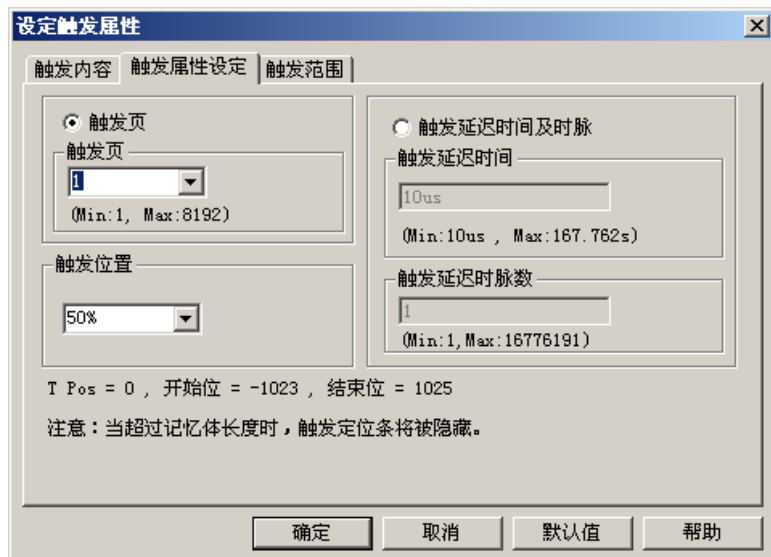 设定触发属性
触发内容 触发属性设定 触发范围
触发页
触发页
1
(Min:1, Max:8192)
触发位置
50%
触发延迟时间及时脉
触发延迟时间
10us
(Min:10us , Max:167.762s)
触发延迟时脉数
1
(Min:1,Max:16776191)
T Pos = 0 , 开始位 = -1023 , 结束位 = 1025
注意：当超过记忆体长度时，触发定位条将被隐藏。
确定 取消 默认值 帮助